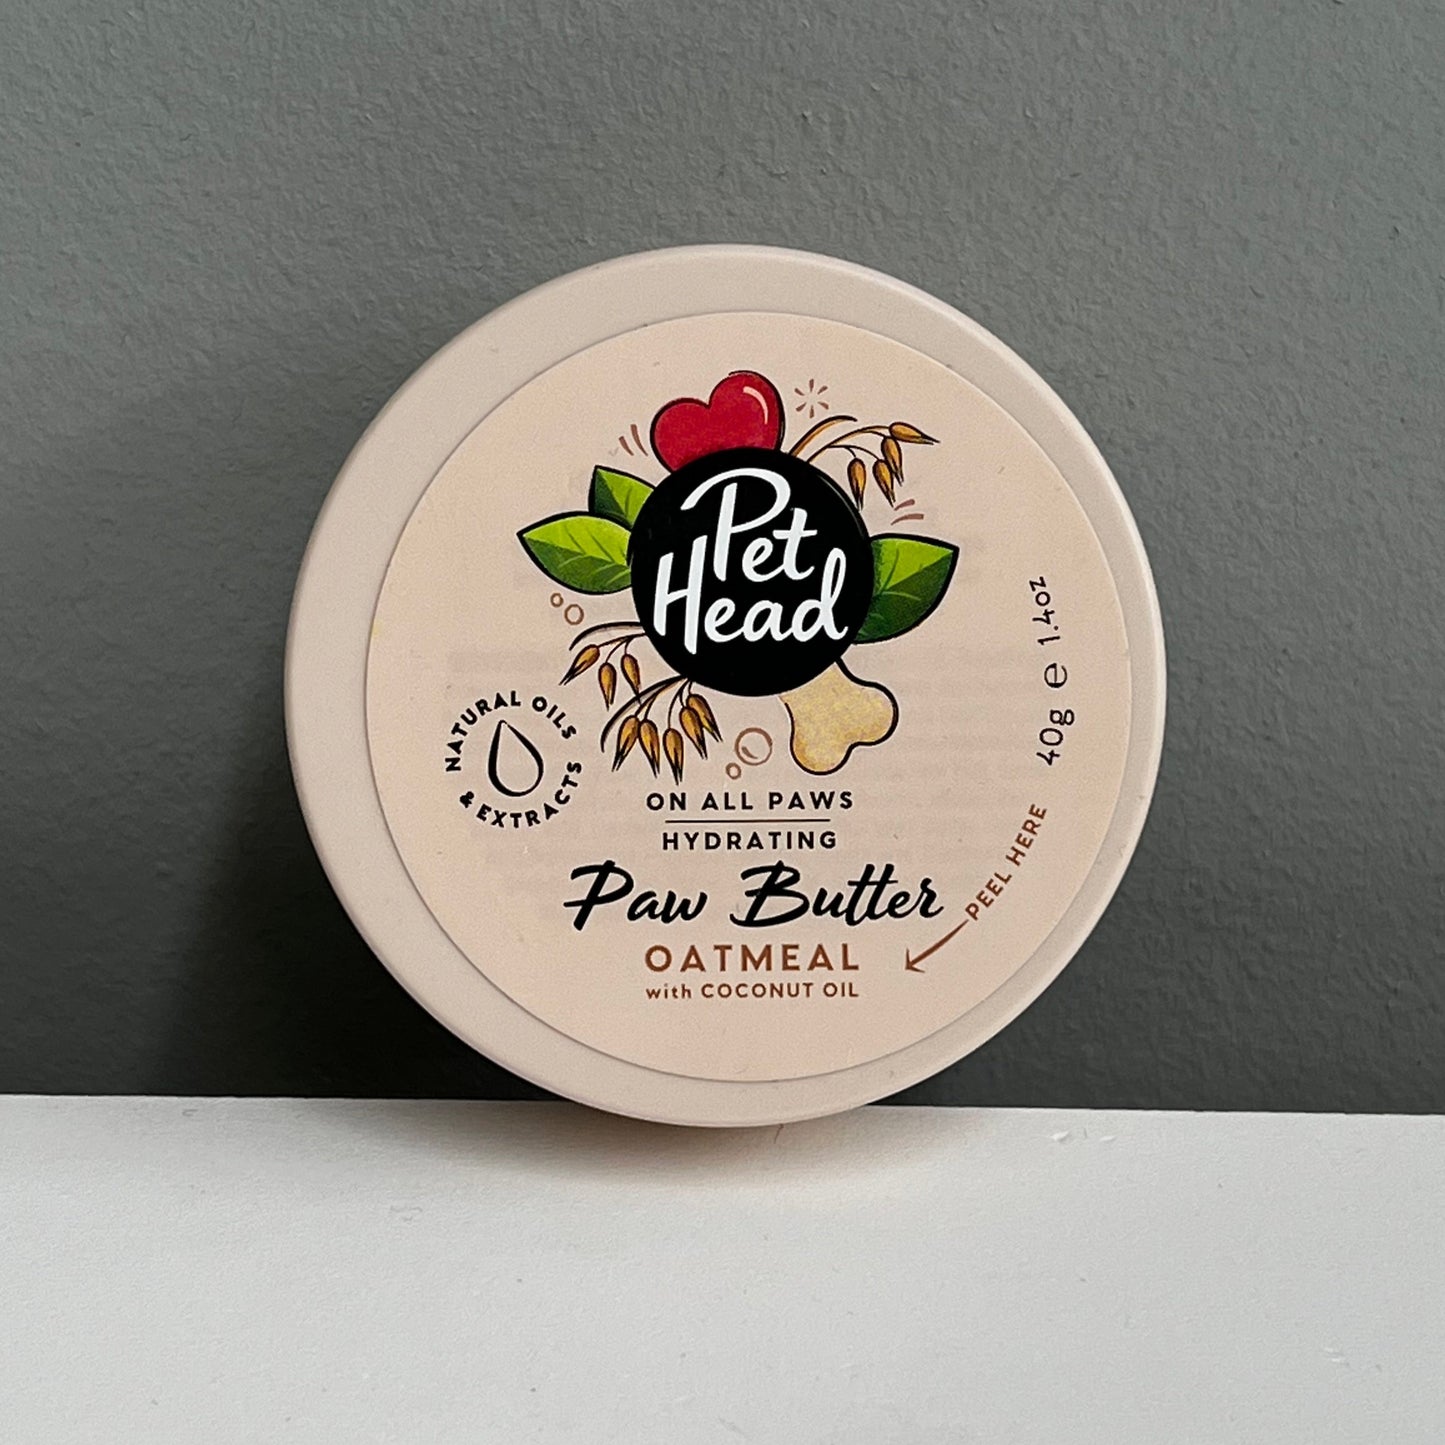 Pet
Head
NATURAL OILS
& EXTRACTS
ON ALL PAWS
HYDRATING
Paw Butter
OATMEAL
with COCONUT OIL
PEEL HERE
40g e 1.4oz